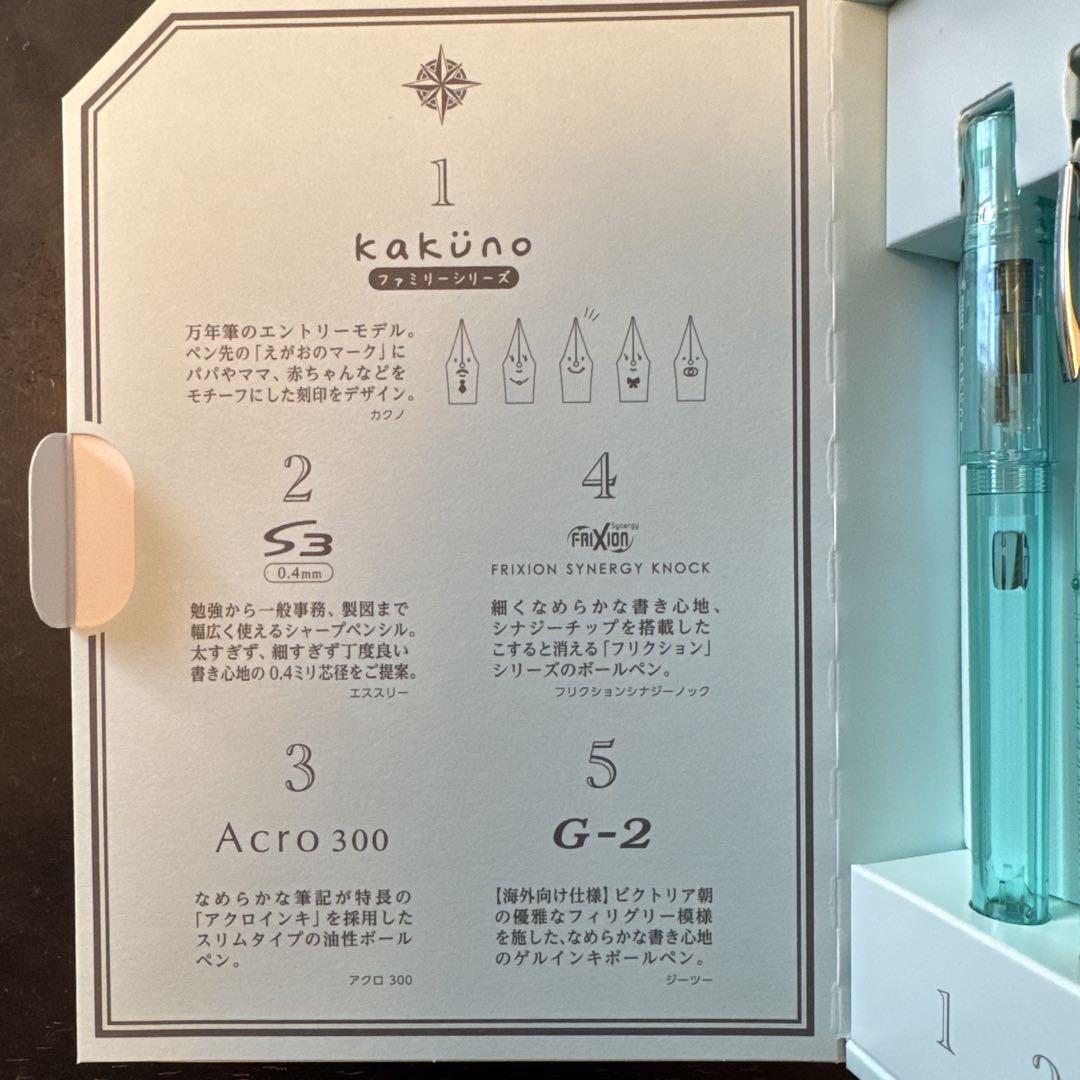 1
kaküno
ファミリーシリーズ
万年筆のエントリーモデル。
ペン先の「えがおのマーク」に
パパやママ、赤ちゃんなどを
モチーフにした刻印をデザイン。
カクノ
2
S3
0.4mm
勉強から一般事務、製図まで
幅広く使えるシャープペンシル。
太すぎず、細すぎず丁度良い
書き心地の0.4ミリ芯径をご提案。
エススリー
3
Acro 300
なめらかな筆記が特長の
「アクロインキ」を採用した
スリムタイプの油性ボール
ペン。
アクロ 300
4
Synergy
FRIXION
FRIXION SYNERGY KNOCK
細くなめらかな書き心地、
シナジーチップを搭載した
こすると消える「フリクション」
シリーズのボールペン。
フリクションシナジーノック
5
G-2
【海外向け仕様】ビクトリア朝
の優雅なフィリグリー模様
を施した、なめらかな書き心地
のゲルインキボールペン。
ジーツー
1
2